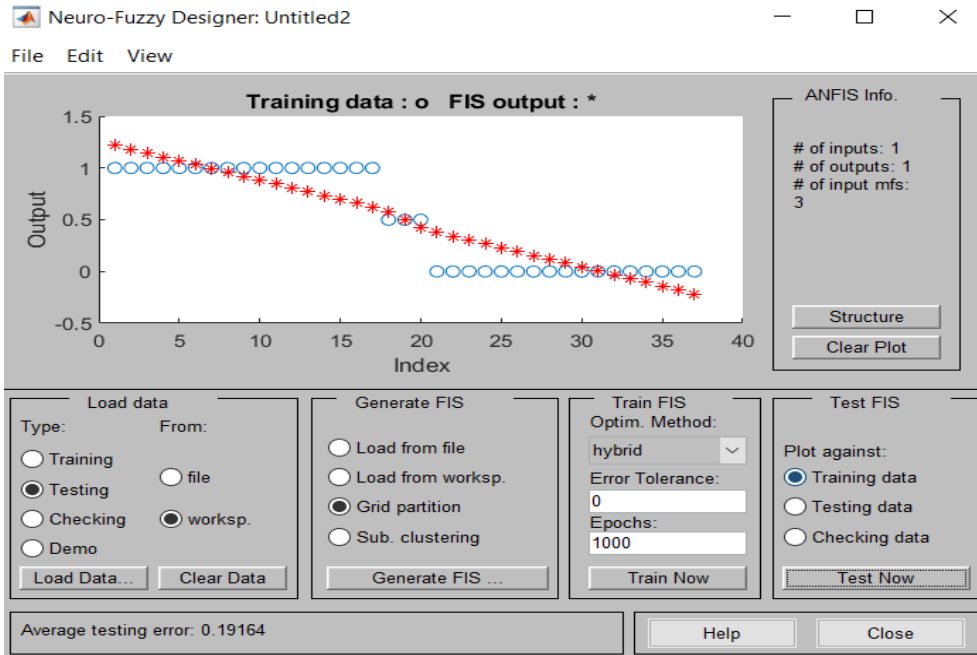 Neuro-Fuzzy Designer: Untitled2
File Edit View
Training data : o FIS output : *
1.5
1
0.5
0
-0.5
Output
0 5 10 15 20 25 30 35 40
Index
ANFIS Info.
# of inputs: 1
# of outputs: 1
# of input mfs:
3
Structure
Clear Plot
Load data
Type: From:
Training
Testing
Checking
Demo
file
worksp.
Load Data... Clear Data
Generate FIS
Load from file
Load from worksp.
Grid partition
Sub. clustering
Generate FIS ...
Train FIS
Optim. Method:
hybrid
Error Tolerance:
0
Epochs:
1000
Train Now
Test FIS
Plot against:
Training data
Testing data
Checking data
Test Now
Average testing error: 0.19164
Help Close